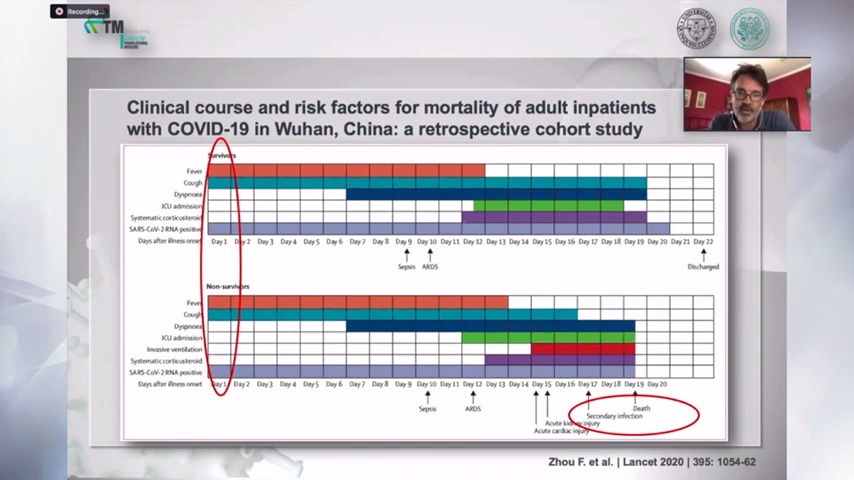 Recording...
TM
Clinical course and risk factors for mortality of adult inpatients
with COVID-19 in Wuhan, China: a retrospective cohort study
Survivors
Fever
Cough
Dyspnoea
ICU admission
Systematic corticosteroid
SARS-CoV-2 RNA positive
Days after illness onset Day 1 Day 2 Day 3 Day 4 Day 5 Day 6 Day 7 Day 8 Day 9 Day 10 Day 11 Day 12 Day 13 Day 14 Day 15 Day 16 Day 17 Day 18 Day 19 Day 20 Day 21 Day 22
Sepsis ARDS Discharged
Non-survivors
Fever
Cough
Dyspnoea
ICU admission
Invasive ventilation
Systematic corticosteroid
SARS-CoV-2 RNA positive
Days after illness onset Day 1 Day 2 Day 3 Day 4 Day 5 Day 6 Day 7 Day 8 Day 9 Day 10 Day 11 Day 12 Day 13 Day 14 Day 15 Day 16 Day 17 Day 18 Day 19 Day 20
Sepsis ARDS Death
Secondary infection
Acute kidney injury
Acute cardiac injury
Zhou F. et al. | Lancet 2020 | 395: 1054-62